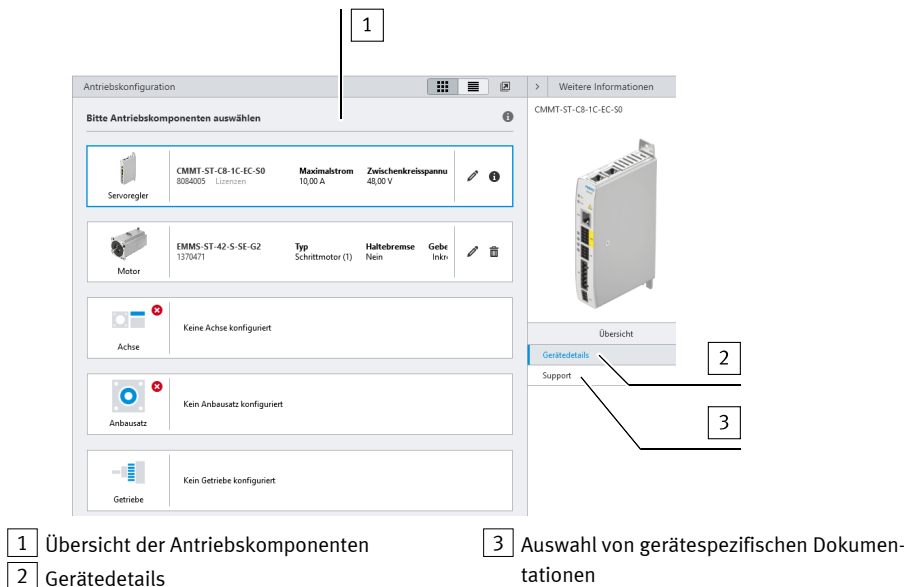 1
Antriebskonfiguration
Weitere Informationen
Bitte Antriebskomponenten auswählen
CMMT-ST-C8-1C-EC-S0
CMMT-ST-C8-1C-EC-S0 Maximalstrom Zwischenkreisspannu
8084005 Lizenzen 10,00 A 48,00 V
Servoregler
EMMS-ST-42-S-SE-G2 Typ Haltebremse Gebe
1370471 Schrittmotor (1) Nein Inkr
Motor
Keine Achse konfiguriert
Achse
Übersicht
Gerätedetails
2
Support
Kein Anbausatz konfiguriert
Anbausatz
3
Kein Getriebe konfiguriert
Getriebe
1 Übersicht der Antriebskomponenten
2 Gerätedetails
3 Auswahl von gerätespezifischen Dokumen-
tationen